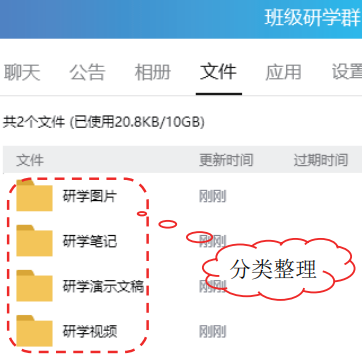 班级研学群
聊天 公告 相册 文件 应用 设置
共2个文件 (已使用20.8KB/10GB)
文件 更新时间 过期时间
研学图片 刚刚
研学笔记 刚刚
分类整理
研学演示文稿 刚刚
研学视频 刚刚